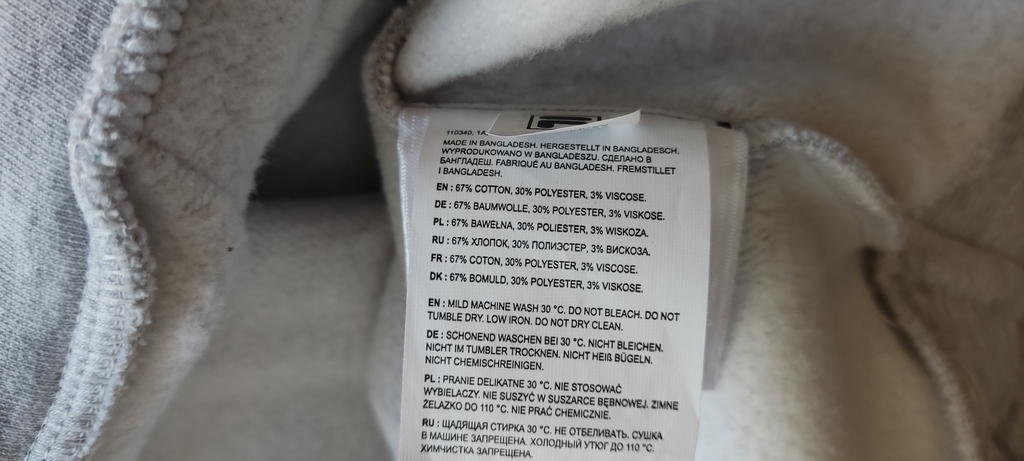 110340, 1A
MADE IN BANGLADESH. HERGESTELLT IN BANGLADESCH.
WYPRODUKOWANO W BANGLADESZU. СДЕЛАНО В
БАНГЛАДЕШ. FABRIQUÉ AU BANGLADESH. FREMSTILLET
I BANGLADESH.
EN : 67% COTTON, 30% POLYESTER, 3% VISCOSE.
DE : 67% BAUMWOLLE, 30% POLYESTER, 3% VISKOSE.
PL : 67% BAWEŁNA, 30% POLIESTER, 3% WISKOZA.
RU : 67% ХЛОПОК, 30% ПОЛИЭСТЕР, 3% ВИСКОЗА.
FR : 67% COTON, 30% POLYESTER, 3% VISCOSE.
DK : 67% BOMULD, 30% POLYESTER, 3% VISKOSE.
EN : MILD MACHINE WASH 30 °C. DO NOT BLEACH. DO NOT
TUMBLE DRY. LOW IRON. DO NOT DRY CLEAN.
DE : SCHONEND WASCHEN BEI 30 °C. NICHT BLEICHEN.
NICHT IM TUMBLER TROCKNEN. NICHT HEIß BÜGELN.
NICHT CHEMISCHREINIGEN.
PL : PRANIE DELIKATNE 30 °C. NIE STOSOWAĆ
WYBIELACZY. NIE SUSZYĆ W SUSZARCE BĘBNOWEJ. ZIMNE
ŻELAZKO DO 110 °C. NIE PRAĆ CHEMICZNIE.
RU : ЩАДЯЩАЯ СТИРКА 30 °C. НЕ ОТБЕЛИВАТЬ. СУШКА
В МАШИНЕ ЗАПРЕЩЕНА. ХОЛОДНЫЙ УТЮГ ДО 110 °C.
ХИМЧИСТКА ЗАПРЕЩЕНА.